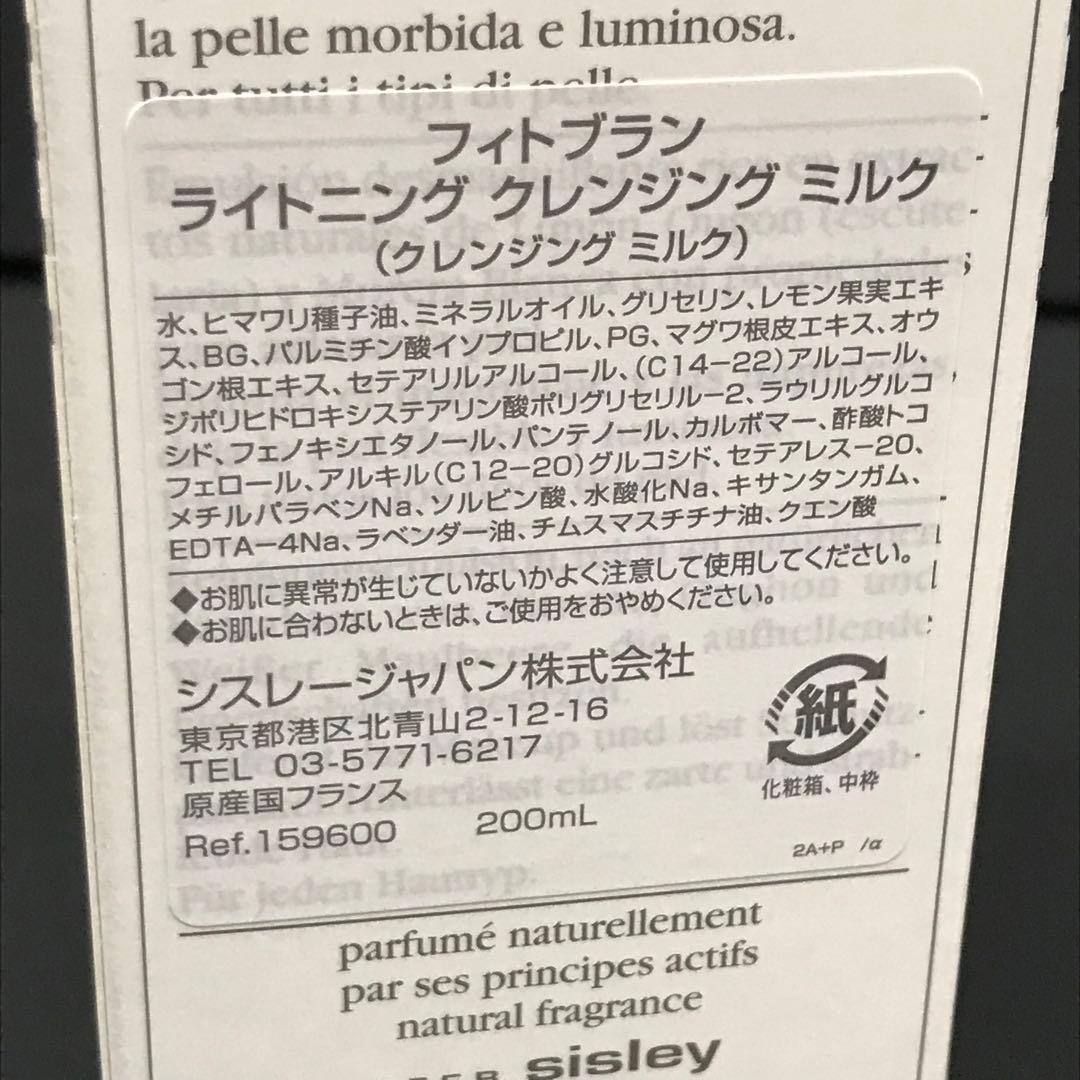 la pelle morbida e luminosa.
Per tutti i tipi di pelle.
フィトブラン
ライトニング クレンジング ミルク
(クレンジング ミルク)
水、ヒマワリ種子油、ミネラルオイル、グリセリン、レモン果実エキ
ス、BG、パルミチン酸イソプロピル、PG、マグワ根皮エキス、オウ
ゴン根エキス、セテアリルアルコール、(C14-22)アルコール、
ジポリヒドロキシステアリン酸ポリグリセリル-2、ラウリルグルコ
シド、フェノキシエタノール、パンテノール、カルボマー、酢酸トコ
フェロール、アルキル(C12-20)グルコシド、セテアレス-20、
メチルパラベンNa、ソルビン酸、水酸化Na、キサンタンガム、
EDTA-4Na、ラベンダー油、チムスマスチチナ油、クエン酸
◆お肌に異常が生じていないかよく注意して使用してください。
◆お肌に合わないときは、ご使用をおやめください。
シスレージャパン株式会社
東京都港区北青山2-12-16
TEL 03-5771-6217
原産国フランス
Ref.159600 200mL
紙
化粧箱、中枠
2A+P /α
Für jeden Hauttyp.
parfumé naturellement
par ses principes actifs
natural fragrance
sisley